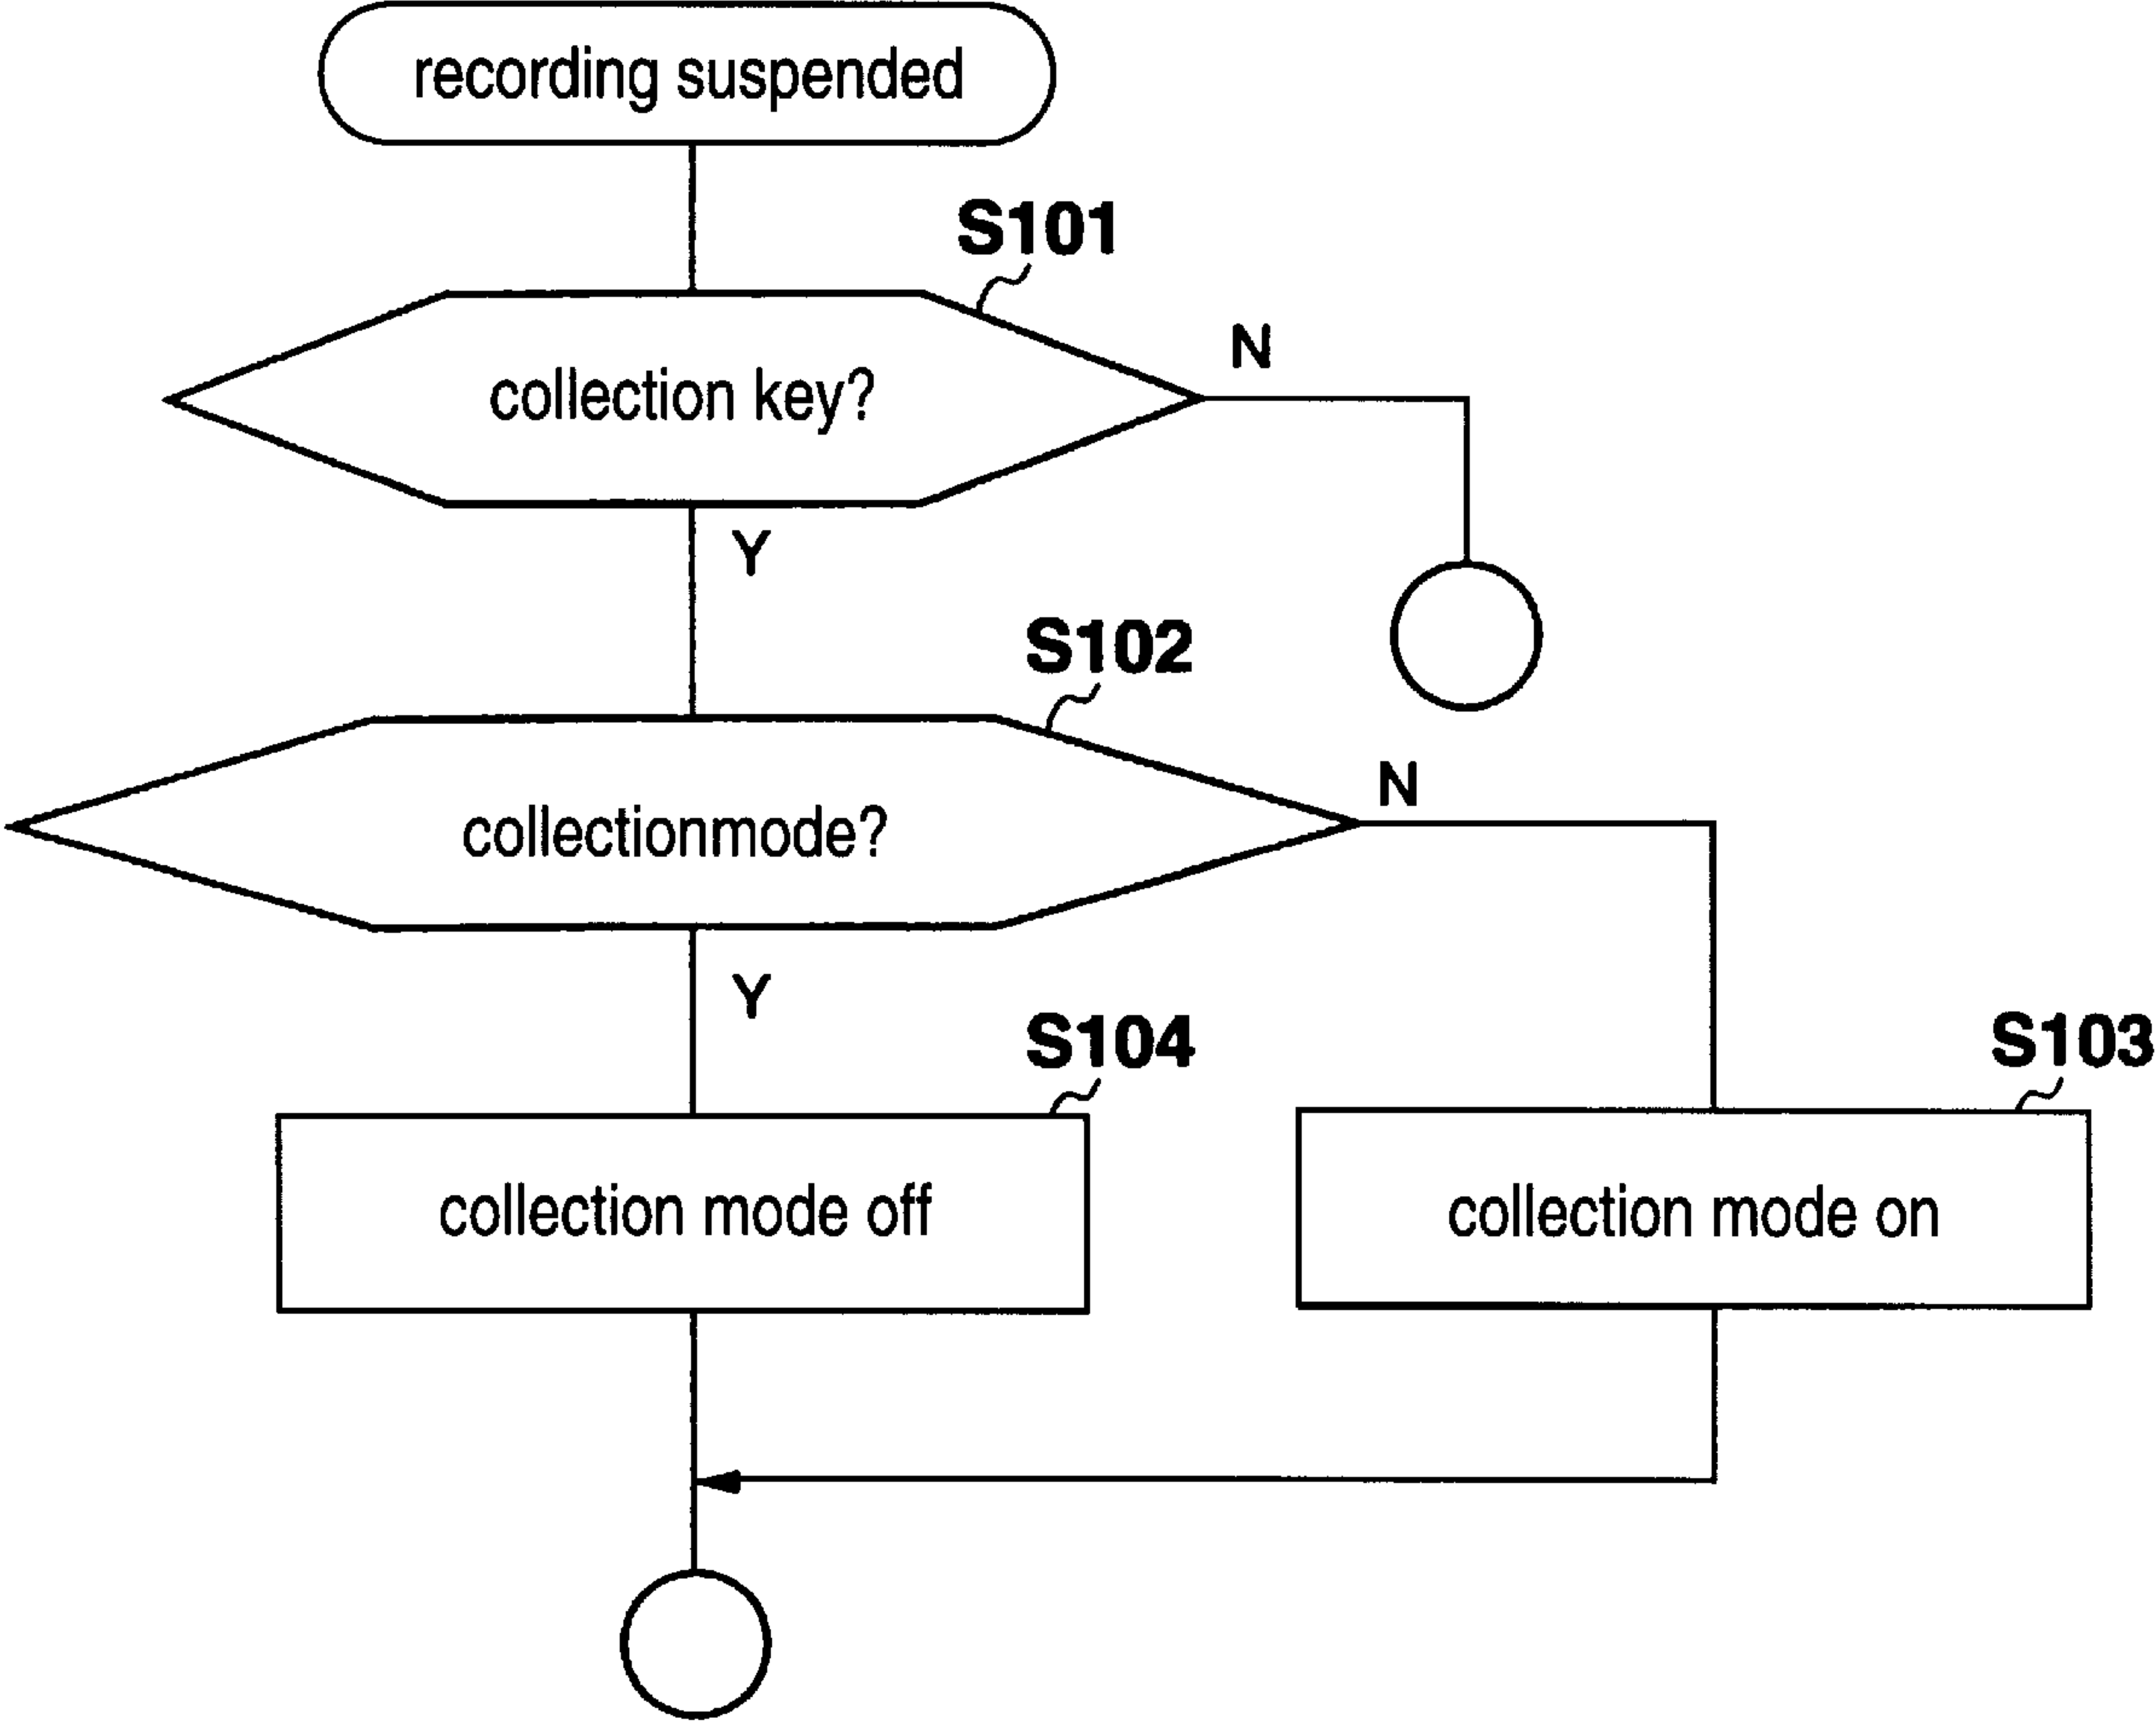 recording suspended
S101
collection key?
N
Y
S102
collectionmode?
N
Y
S104
S103
collection mode off
collection mode on